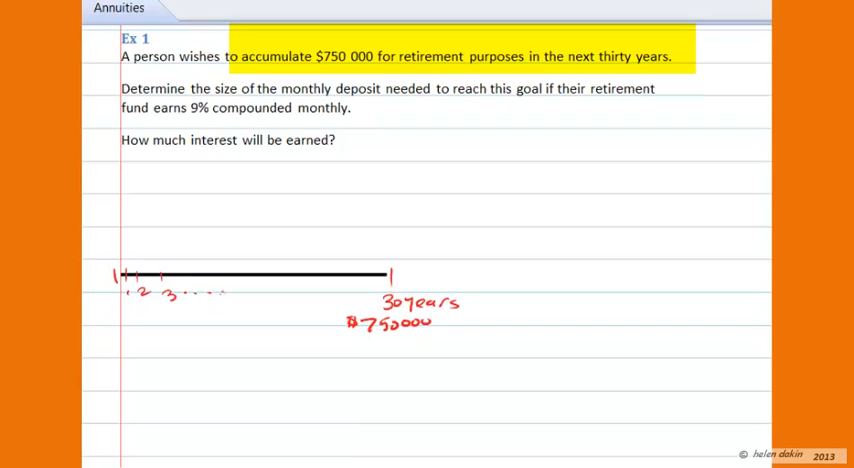 Annuities
Ex 1
A person wishes to accumulate $750 000 for retirement purposes in the next thirty years.
Determine the size of the monthly deposit needed to reach this goal if their retirement
fund earns 9% compounded monthly.
How much interest will be earned?
1 2 3 . . . . .
30 years
$750000
© helen dakin 2013